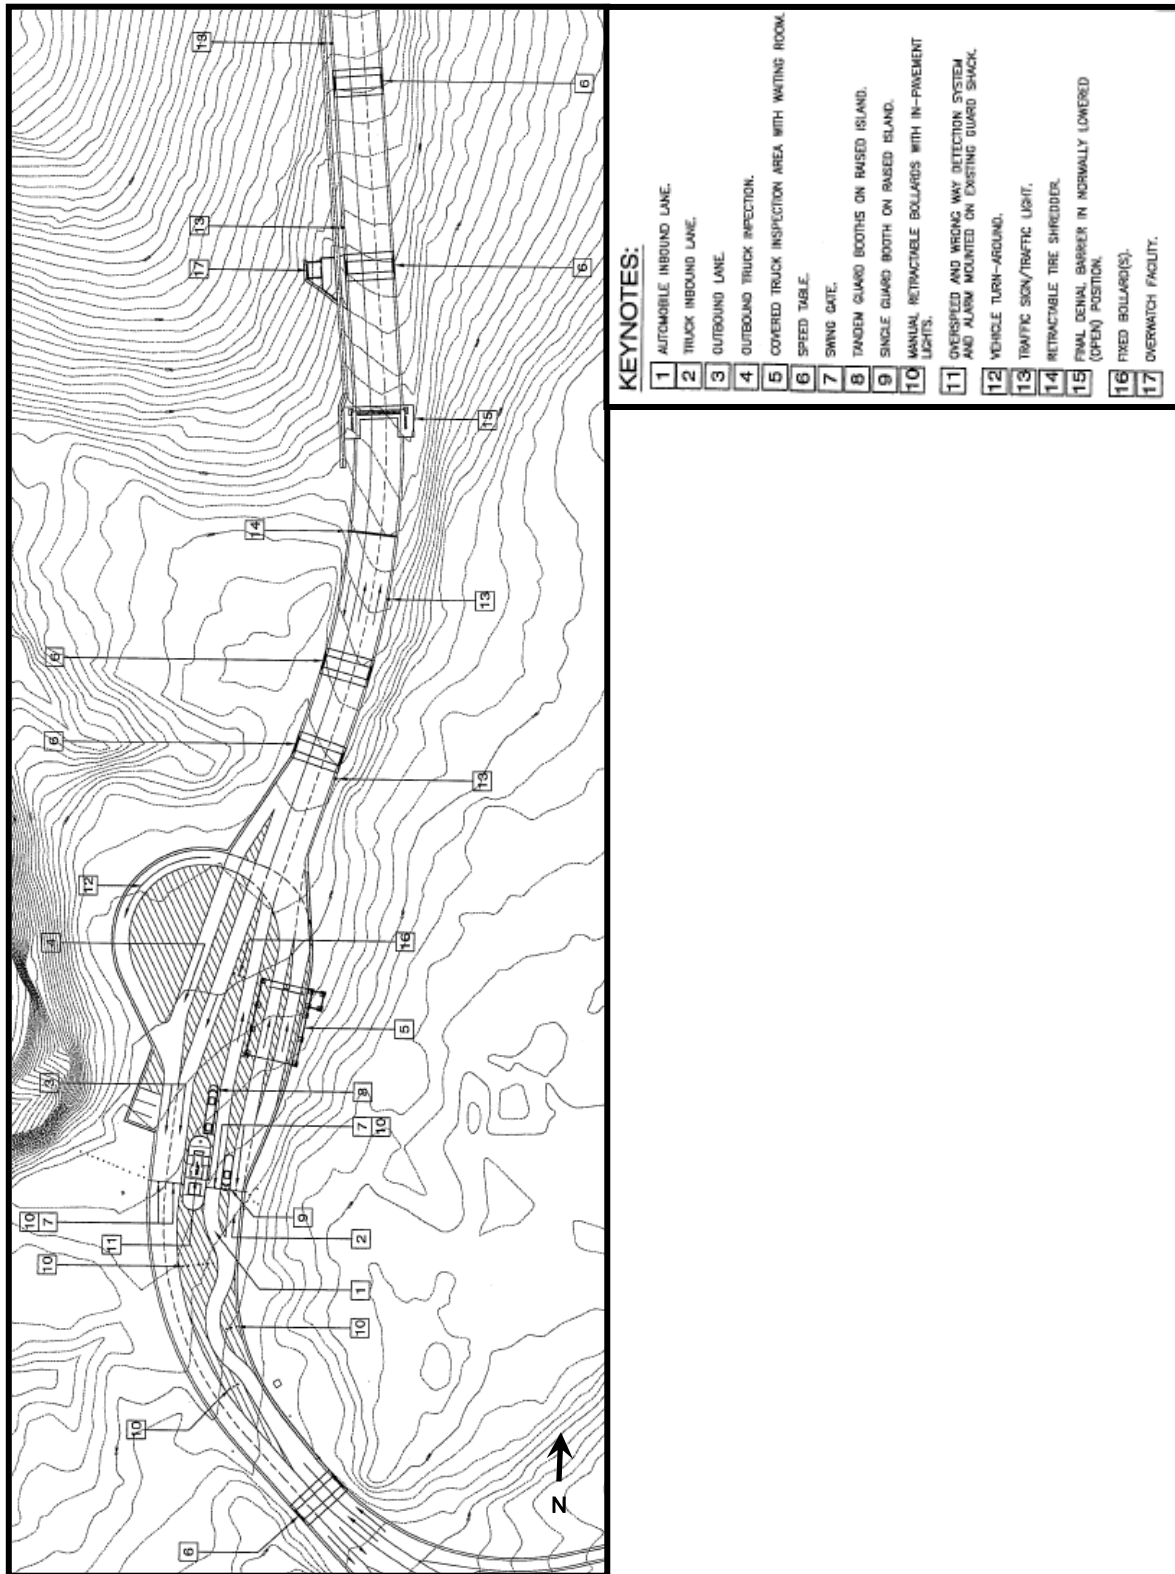 KEYNOTES:
1 AUTOMOBILE INBOUND LANE.
2 TRUCK INBOUND LANE.
3 OUTBOUND LANE.
4 OUTBOUND TRUCK INPECTION.
5 COVERED TRUCK INSPECTION AREA WITH WAITING ROOM.
6 SPEED TABLE.
7 SWING GATE.
8 TANDEM GUARD BOOTHS ON RAISED ISLAND.
9 SINGLE GUARD BOOTH ON RAISED ISLAND.
10 MANUAL RETRACTABLE BOLLARDS WITH IN-PAVEMENT
LIGHTS.
11 OVERSPEED AND WRONG WAY DETECTION SYSTEM
AND ALARM MOUNTED ON EXISTING GUARD SHACK.
12 VEHICLE TURN-AROUND.
13 TRAFFIC SIGN/TRAFFIC LIGHT.
14 RETRACTABLE TIRE SHREDDER.
15 FINAL DENIAL BARRIER IN NORMALLY LOWERED
(OPEN) POSITION.
16 FIXED BOLLARD(S).
17 OVERWATCH FACILITY.
13
6
13
17
6
15
14
13
6
6
13
12
4
16
5
3
8
7
10
10
7
9
11
2
10
1
10
10
6
N